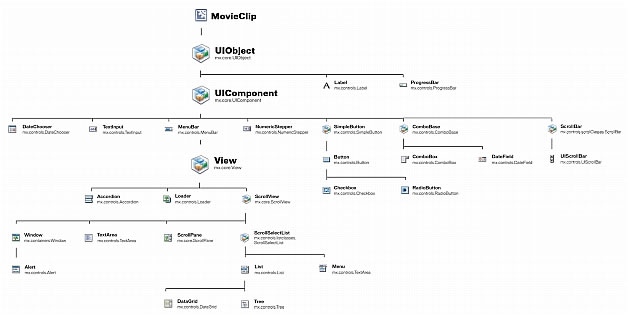 MovieClip
UIObject
mx.core.UIObject
Label
mx.controls.Label
ProgressBar
mx.controls.ProgressBar
UIComponent
mx.core.UIComponent
DateChooser
mx.controls.DateChooser
TextInput
mx.controls.TextInput
MenuBar
mx.controls.MenuBar
NumericStepper
mx.controls.NumericStepper
SimpleButton
mx.controls.SimpleButton
ComboBase
mx.controls.ComboBase
ScrollBar
mx.controls.scrollClasses.ScrollBar
View
mx.core.View
Button
mx.controls.Button
ComboBox
mx.controls.ComboBox
DateField
mx.controls.DateField
UIScrollBar
mx.controls.UIScrollBar
Accordion
mx.controls.Accordion
Loader
mx.controls.Loader
ScrollView
mx.core.ScrollView
Checkbox
mx.controls.Checkbox
RadioButton
mx.controls.RadioButton
Window
mx.containers.Window
TextArea
mx.controls.TextArea
ScrollPane
mx.core.ScrollPane
ScrollSelectList
mx.controls.listclasses.
ScrollSelectList
Alert
mx.controls.Alert
List
mx.controls.List
Menu
mx.controls.TextArea
DataGrid
mx.controls.DataGrid
Tree
mx.controls.Tree